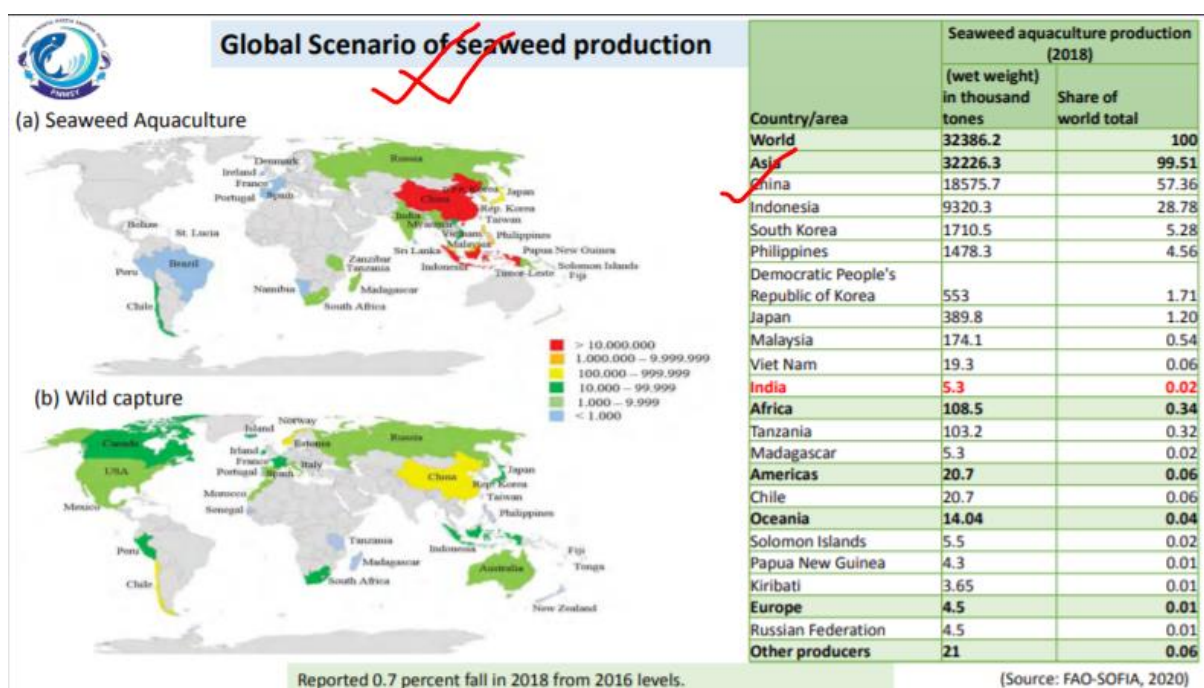 Global Scenario of seaweed production
PMMSY
(a) Seaweed Aquaculture
Denmark
Russia
Ireland
France
Portugal Spain
China
Japan
Rep. Korea
Taiwan
India
Myanmar
Vietnam
Philippines
Belize
St. Lucia
Sri Lanka
Malaysia
Papua New Guinea
Zanzibar
Tanzania
Indonesia
Timor-Leste
Solomon Islands
Fiji
Peru
Brazil
Namibia
Madagascar
Chile
South Africa
> 10.000.000
1.000.000 – 9.999.999
100.000 – 999.999
10.000 – 99.999
1.000 – 9.999
< 1.000
(b) Wild capture
Norway
Island
Canada
Estonia
Russia
Irland
France
Italy
USA
Portugal Spain
China
Japan
Rep. Korea
Morocco
Taiwan
Mexico
Senegal
Philippines
Peru
Tanzania
Indonesia
Fiji
Madagascar
Tonga
Chile
South Africa
Australia
New Zealand
Reported 0.7 percent fall in 2018 from 2016 levels.
Seaweed aquaculture production
(2018)
(wet weight)
in thousand Share of
Country/area tones world total
World 32386.2 100
Asia 32226.3 99.51
China 18575.7 57.36
Indonesia 9320.3 28.78
South Korea 1710.5 5.28
Philippines 1478.3 4.56
Democratic People's
Republic of Korea 553 1.71
Japan 389.8 1.20
Malaysia 174.1 0.54
Viet Nam 19.3 0.06
India 5.3 0.02
Africa 108.5 0.34
Tanzania 103.2 0.32
Madagascar 5.3 0.02
Americas 20.7 0.06
Chile 20.7 0.06
Oceania 14.04 0.04
Solomon Islands 5.5 0.02
Papua New Guinea 4.3 0.01
Kiribati 3.65 0.01
Europe 4.5 0.01
Russian Federation 4.5 0.01
Other producers 21 0.06
(Source: FAO-SOFIA, 2020)